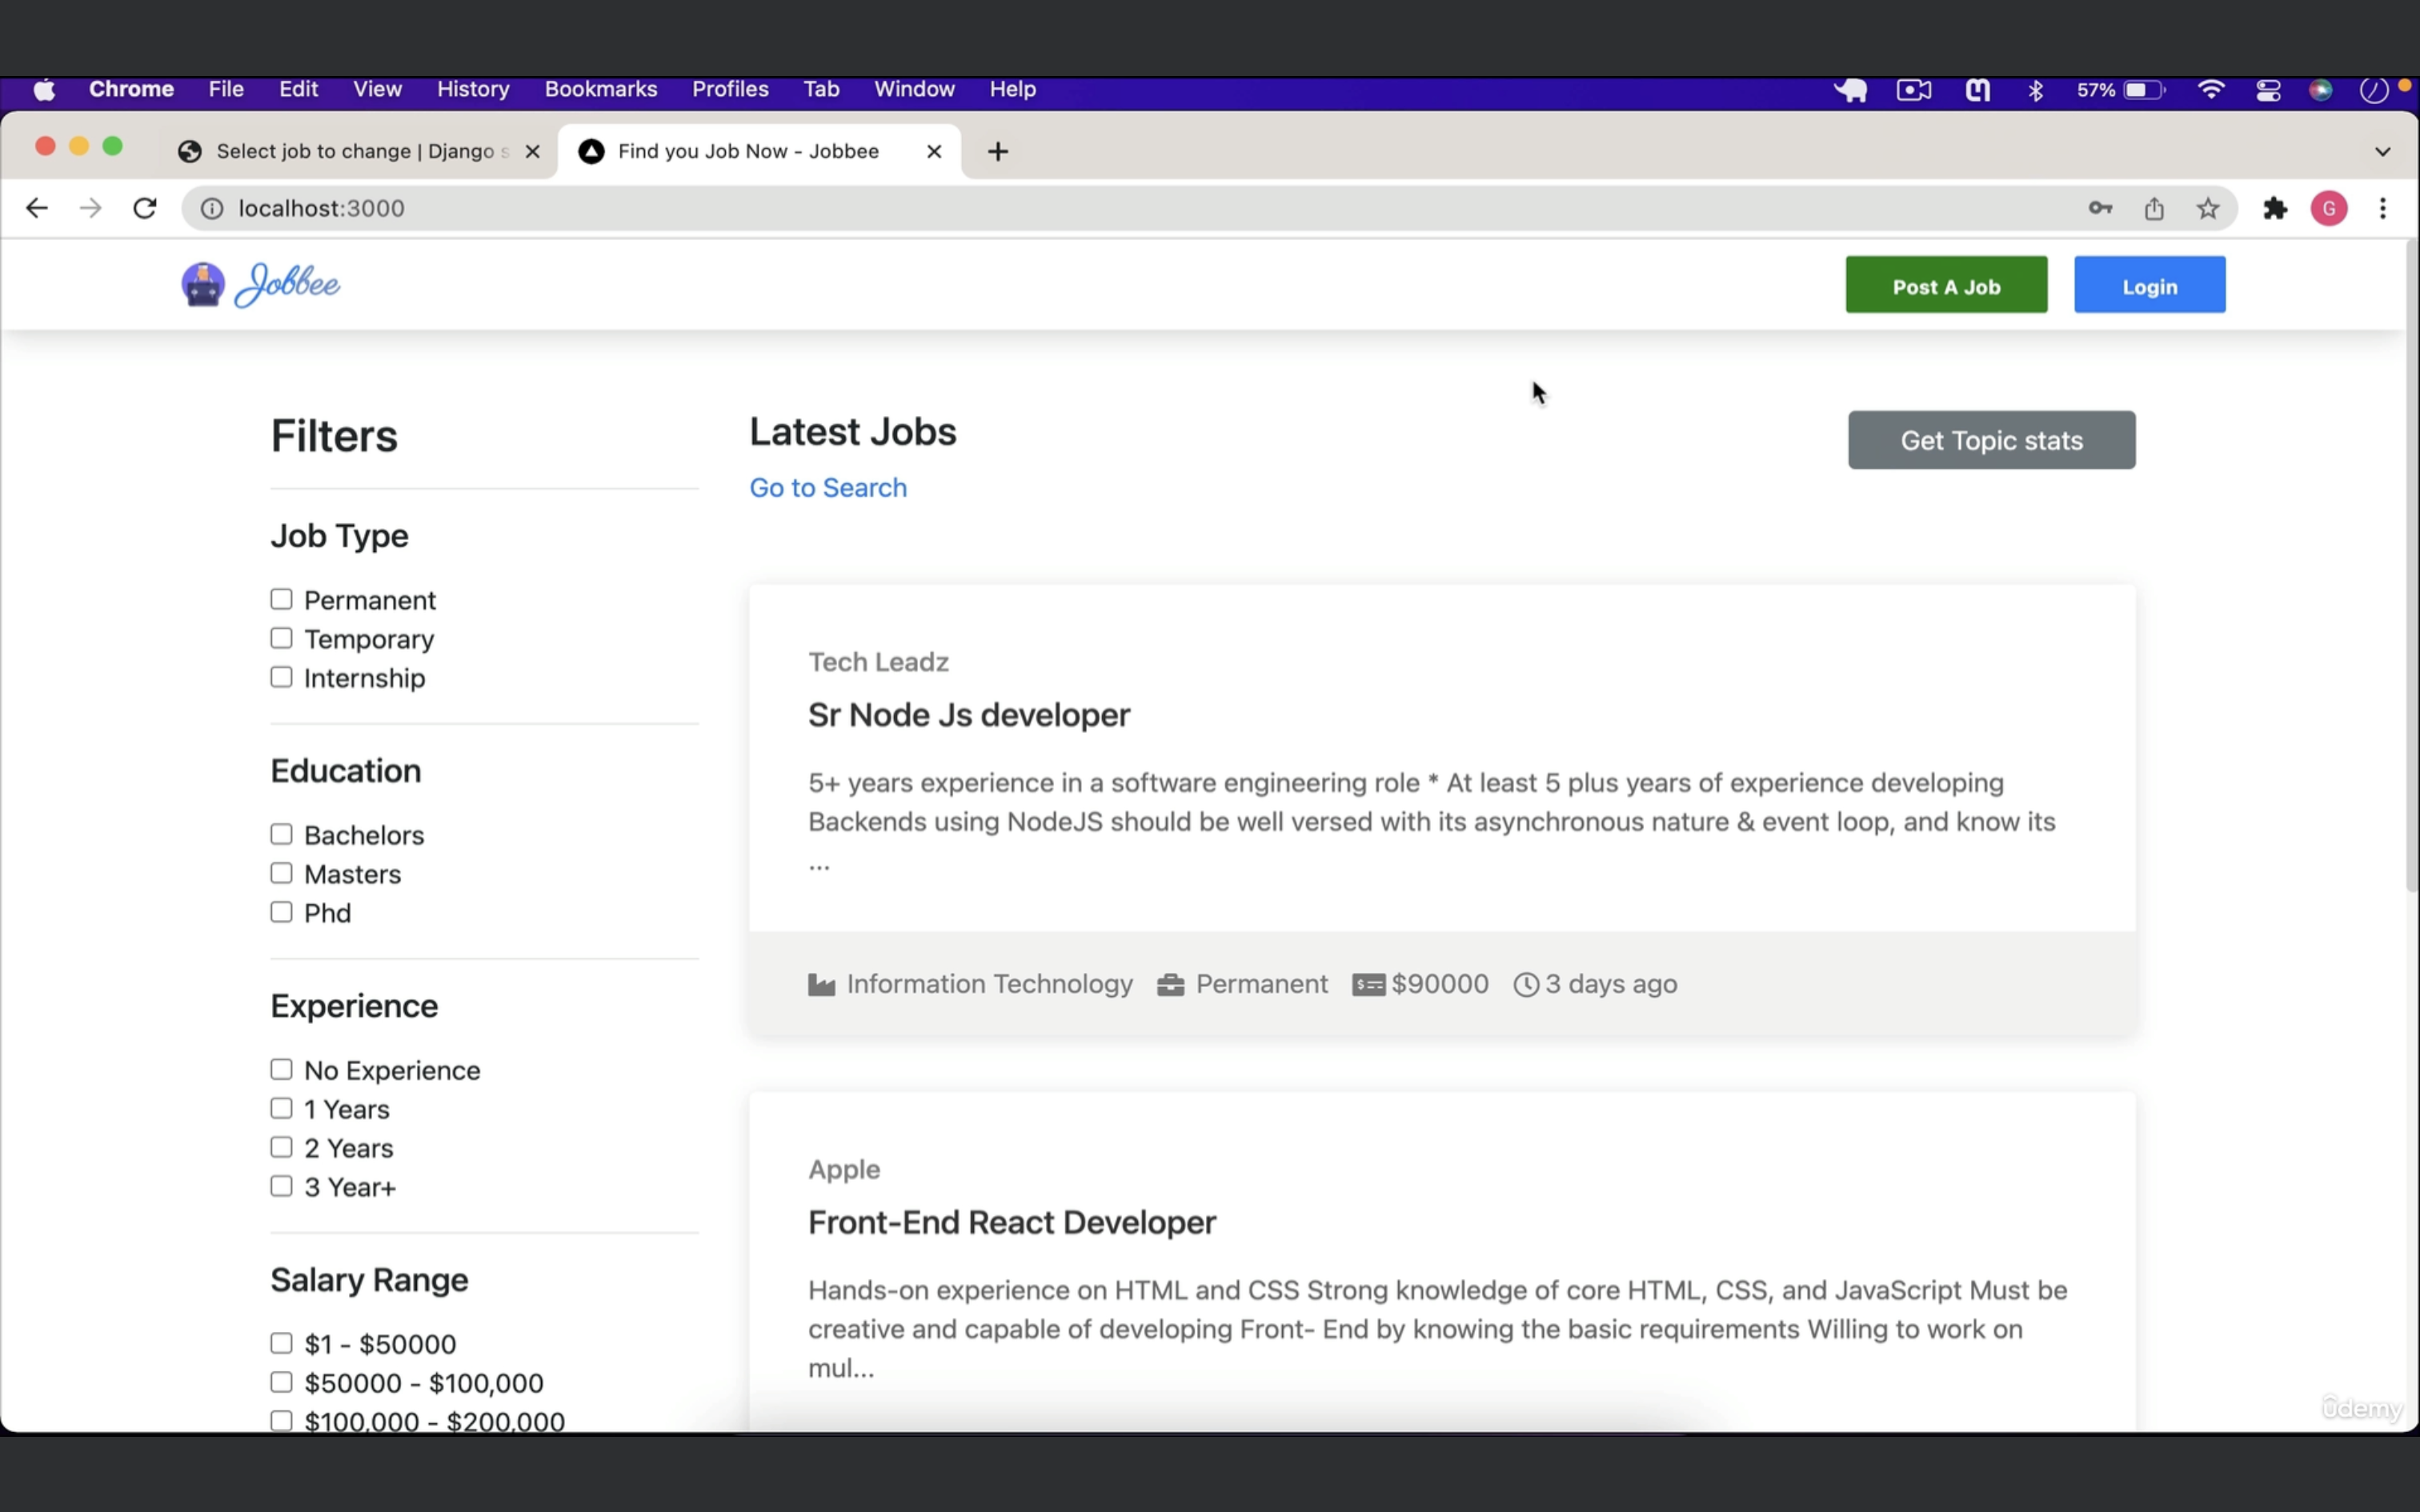 Chrome File Edit View History Bookmarks Profiles Tab Window Help 57%
Select job to change | Django s Find you Job Now - Jobbee
localhost:3000 G
Jobbee Post A Job Login
Filters
Job Type
Permanent
Temporary
Internship
Education
Bachelors
Masters
Phd
Experience
No Experience
1 Years
2 Years
3 Year+
Salary Range
$1 - $50000
$50000 - $100,000
$100,000 - $200,000
Latest Jobs
Get Topic stats
Go to Search
Tech Leadz
Sr Node Js developer
5+ years experience in a software engineering role * At least 5 plus years of experience developing
Backends using NodeJS should be well versed with its asynchronous nature & event loop, and know its
...
Information Technology Permanent $90000 3 days ago
Apple
Front-End React Developer
Hands-on experience on HTML and CSS Strong knowledge of core HTML, CSS, and JavaScript Must be
creative and capable of developing Front- End by knowing the basic requirements Willing to work on
mul...
ûdemy